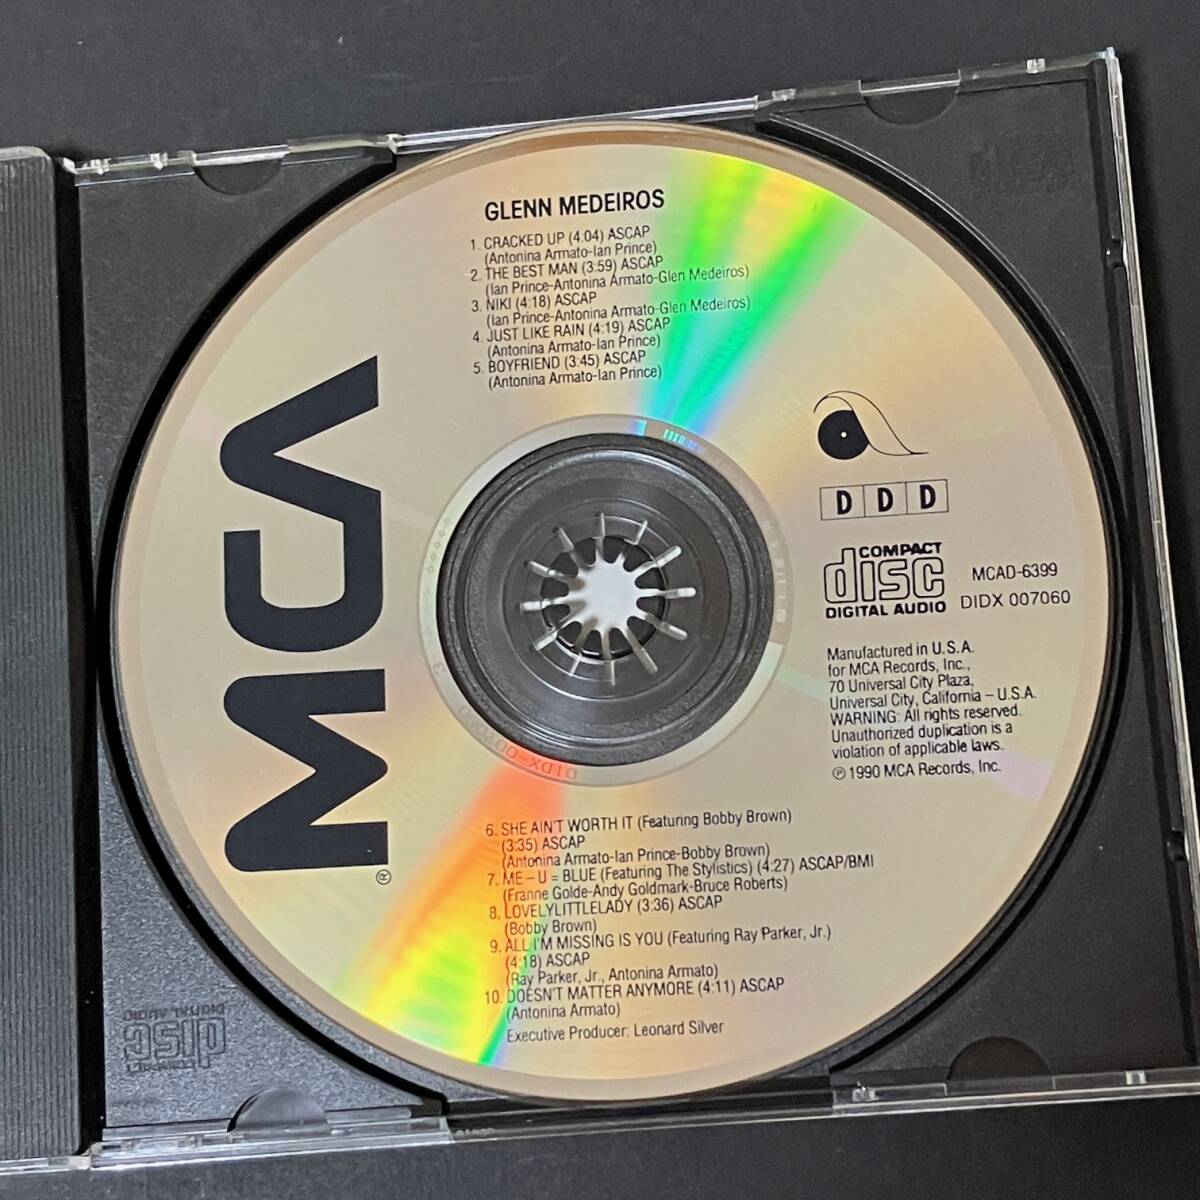 GLENN MEDEIROS
1. CRACKED UP (4:04) ASCAP
(Antonina Armato-Ian Prince)
2. THE BEST MAN (3:59) ASCAP
(Ian Prince-Antonina Armato-Glen Medeiros)
3. NIKI (4:18) ASCAP
(Ian Prince-Antonina Armato-Glen Medeiros)
4. JUST LIKE RAIN (4:19) ASCAP
(Antonina Armato-Ian Prince)
5. BOYFRIEND (3:45) ASCAP
(Antonina Armato-Ian Prince)
MCA
®
D D D
COMPACT
disc
DIGITAL AUDIO
MCAD-6399
DIDX 007060
Manufactured in U.S.A.
for MCA Records, Inc.,
70 Universal City Plaza,
Universal City, California – U.S.A.
WARNING: All rights reserved.
Unauthorized duplication is a
violation of applicable laws.
℗ 1990 MCA Records, Inc.
6. SHE AIN'T WORTH IT (Featuring Bobby Brown)
(3:35) ASCAP
(Antonina Armato-Ian Prince-Bobby Brown)
7. ME – U = BLUE (Featuring The Stylistics) (4:27) ASCAP/BMI
(Franne Golde-Andy Goldmark-Bruce Roberts)
8. LOVELYLITTLELADY (3:36) ASCAP
(Bobby Brown)
9. ALL I'M MISSING IS YOU (Featuring Ray Parker, Jr.)
(4:18) ASCAP
(Ray Parker, Jr., Antonina Armato)
10. DOESN'T MATTER ANYMORE (4:11) ASCAP
(Antonina Armato)
Executive Producer: Leonard Silver
COMPACT
disc
DIGITAL AUDIO